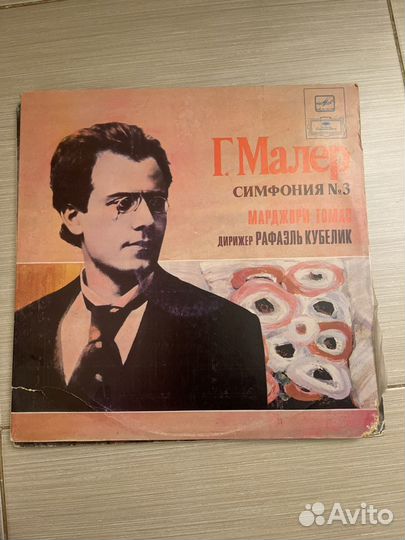 Г. Малер
СИМФОНИЯ №3
МАРДЖОРИ ТОМАС
ДИРИЖЕР РАФАЭЛЬ КУБЕЛИК
Avito